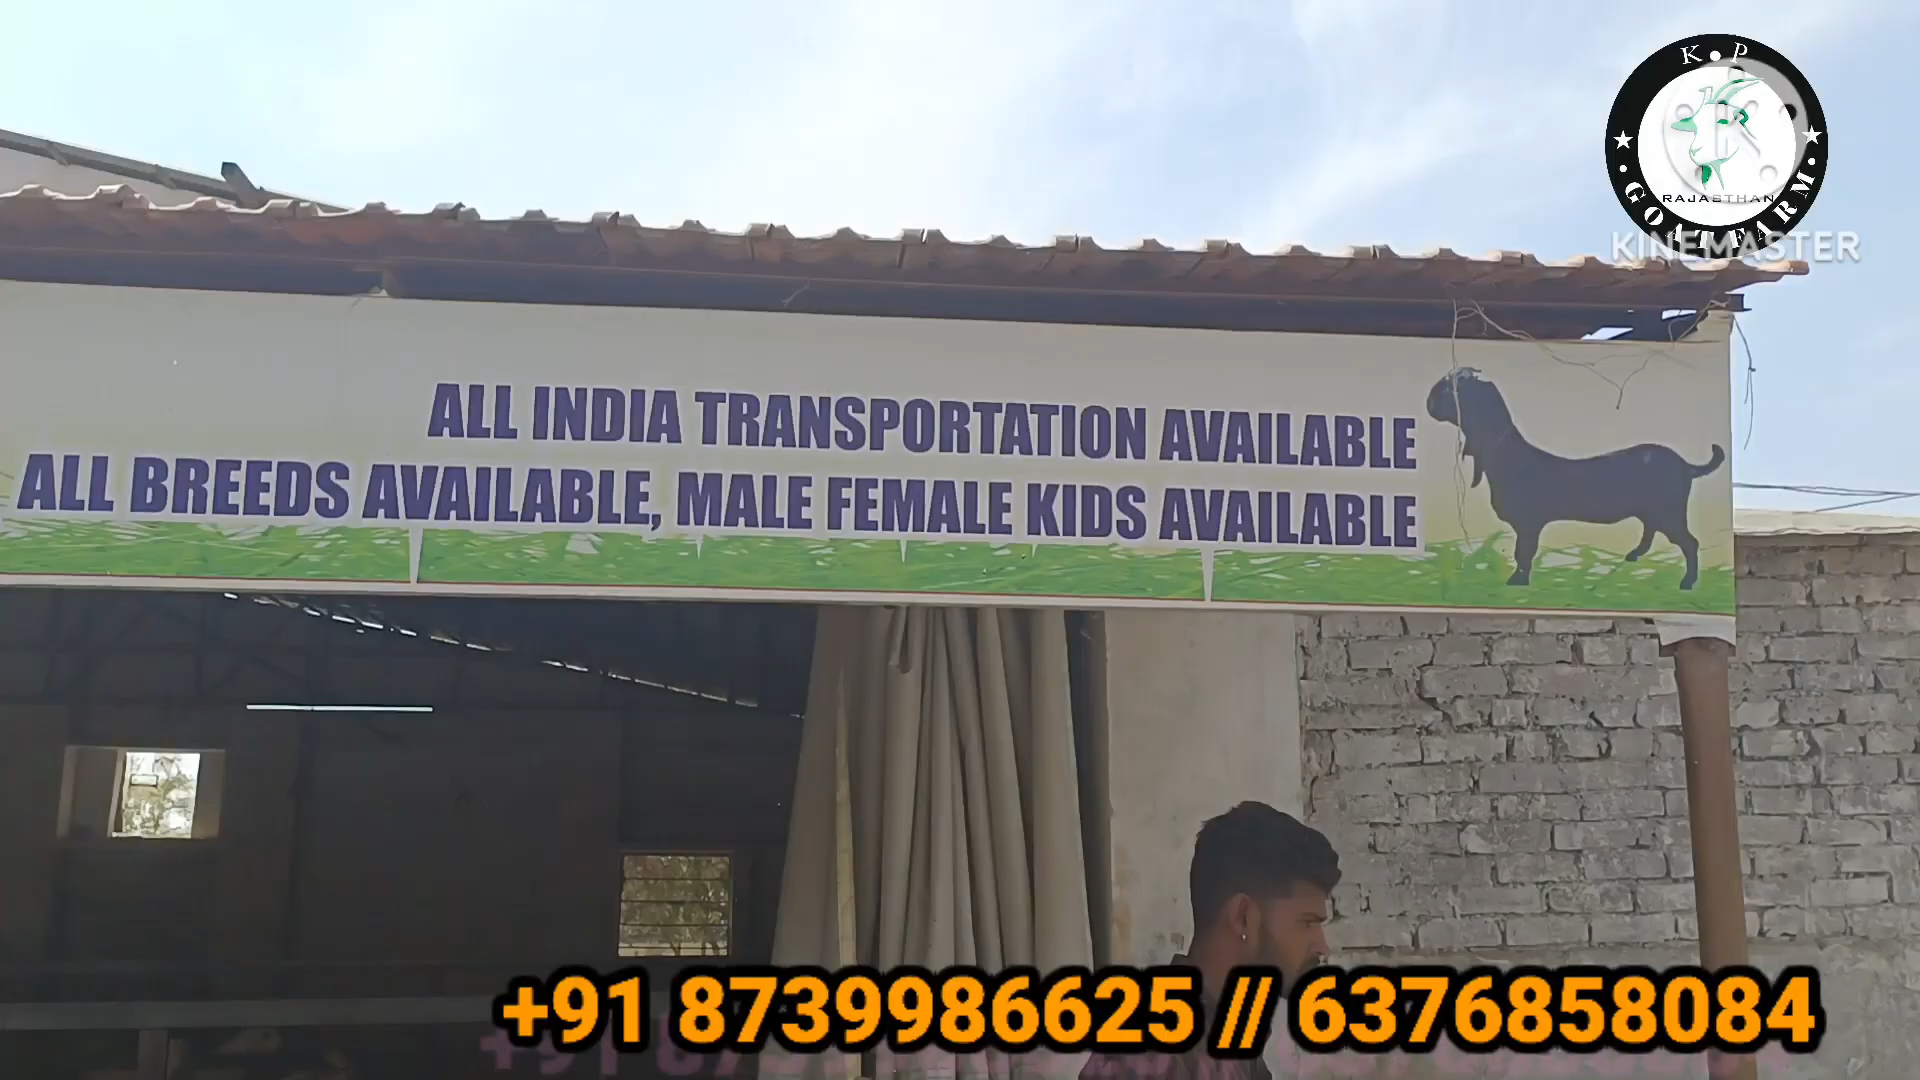 K • P
RAJASTHAN
GOAT FARM
KINEMASTER
ALL INDIA TRANSPORTATION AVAILABLE
ALL BREEDS AVAILABLE, MALE FEMALE KIDS AVAILABLE
+91 8739986625 // 6376858084